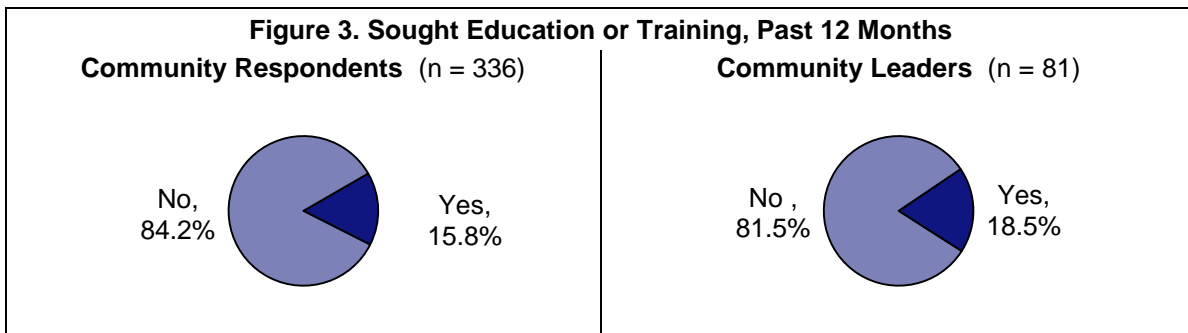 Figure 3. Sought Education or Training, Past 12 Months
Community Respondents (n = 336)
No,
84.2%
Yes,
15.8%
Community Leaders (n = 81)
No ,
81.5%
Yes,
18.5%